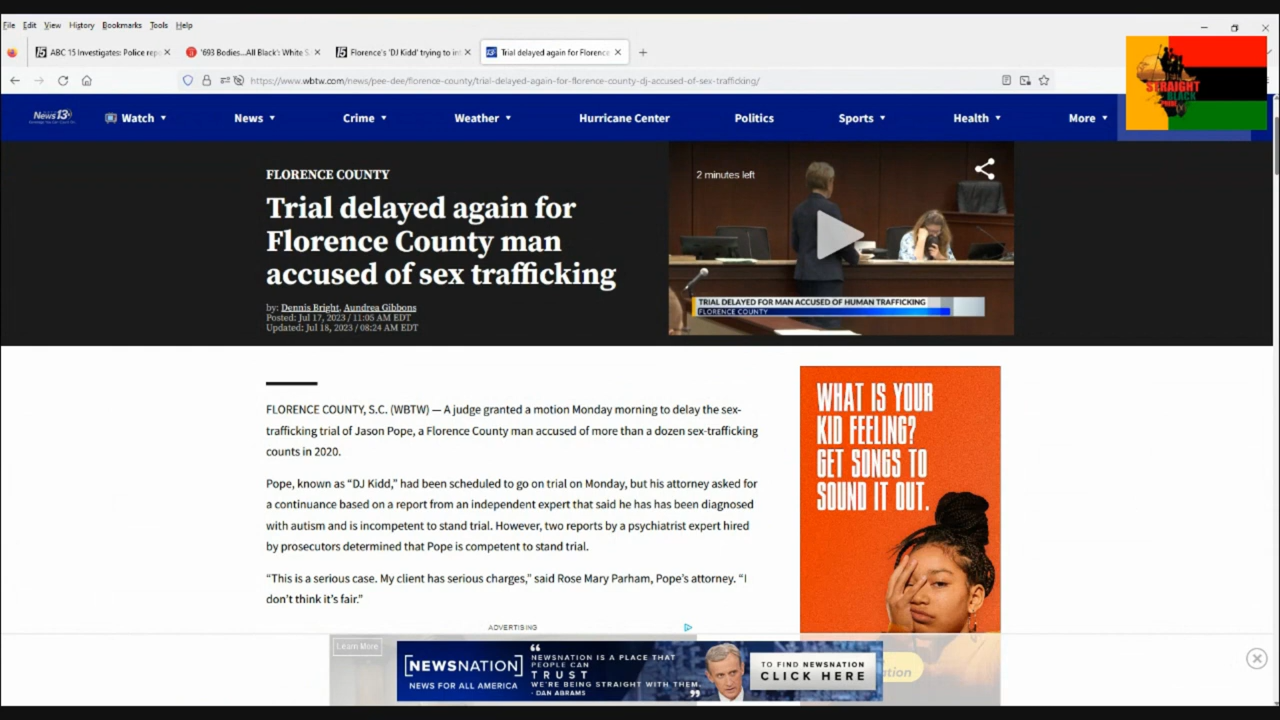 File Edit View History Bookmarks Tools Help
ABC 15 Investigates: Police rep
'693 Bodies...All Black': White S
Florence's 'DJ Kidd' trying to in
Trial delayed again for Florence
https://www.wbtw.com/news/pee-dee/florence-county/trial-delayed-again-for-florence-county-dj-accused-of-sex-trafficking/
STRAIGHT
BLACK
PRIDE
News13
Watch News Crime Weather Hurricane Center Politics Sports Health More
FLORENCE COUNTY
Trial delayed again for
Florence County man
accused of sex trafficking
by: Dennis Bright, Aundrea Gibbons
Posted: Jul 17, 2023 / 11:05 AM EDT
Updated: Jul 18, 2023 / 08:24 AM EDT
2 minutes left
TRIAL DELAYED FOR MAN ACCUSED OF HUMAN TRAFFICKING
FLORENCE COUNTY
FLORENCE COUNTY, S.C. (WBTW) — A judge granted a motion Monday morning to delay the sex-
trafficking trial of Jason Pope, a Florence County man accused of more than a dozen sex-trafficking
counts in 2020.
Pope, known as “DJ Kidd,” had been scheduled to go on trial on Monday, but his attorney asked for
a continuance based on a report from an independent expert that said he has has been diagnosed
with autism and is incompetent to stand trial. However, two reports by a psychiatrist expert hired
by prosecutors determined that Pope is competent to stand trial.
“This is a serious case. My client has serious charges,” said Rose Mary Parham, Pope’s attorney. “I
don’t think it’s fair.”
WHAT IS YOUR
KID FEELING?
GET SONGS TO
SOUND IT OUT.
ADVERTISING
Learn More
[NEWSNATION]
NEWS FOR ALL AMERICA
“
NEWSNATION IS A PLACE THAT
PEOPLE CAN
TRUST
WE'RE BEING STRAIGHT WITH THEM.
- DAN ABRAMS
”
TO FIND NEWSNATION
CLICK HERE